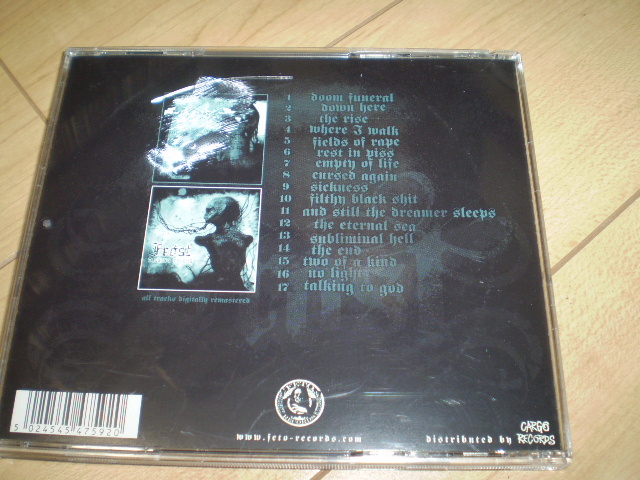 1 doom funeral
2 down here
3 the rise
4 where I walk
5 fields of rape
6 rest in piss
7 empty of life
8 cursed again
9 sickness
10 filthy black shit
11 and still the dreamer sleeps
12 the eternal sea
13 subliminal hell
14 the end
15 two of a kind
16 no light
17 talking to god
Frost
all tracks digitally remastered
5 024545 475920
www.feto-records.com
distributed by
CARGO
RECORDS